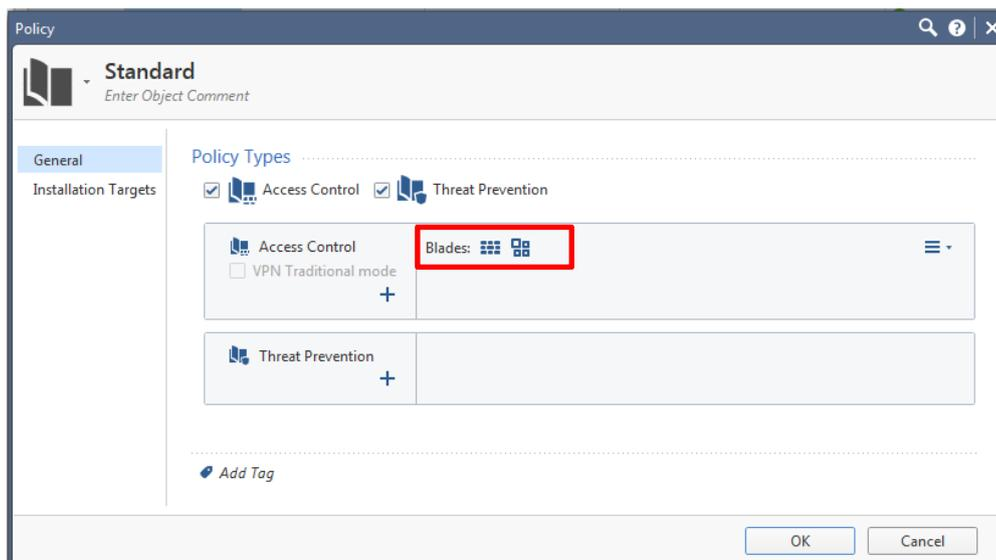 Policy
Standard
Enter Object Comment
General
Installation Targets
Policy Types
Access Control
Threat Prevention
Access Control
Blades:
VPN Traditional mode
Threat Prevention
Add Tag
OK
Cancel